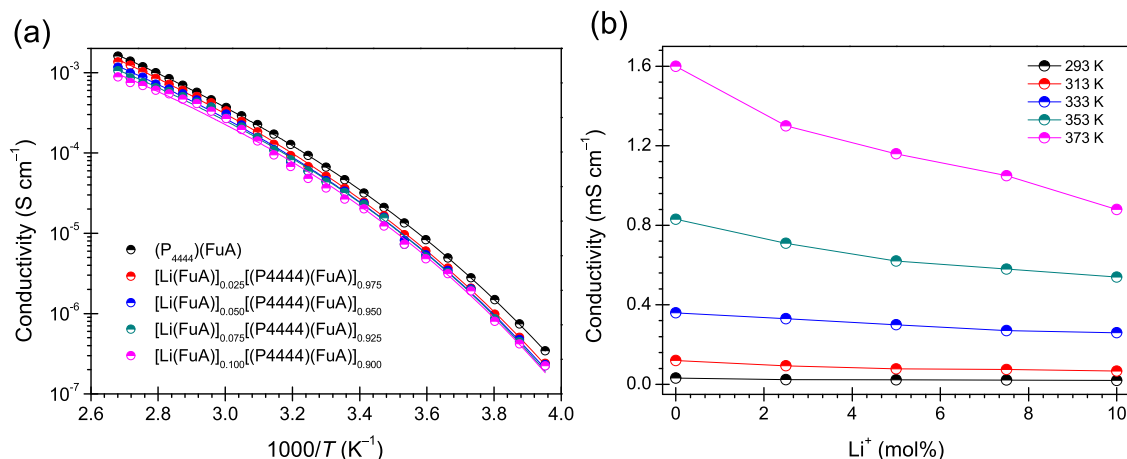 (a)
Conductivity (S cm⁻¹)
10⁻³
10⁻⁴
10⁻⁵
10⁻⁶
10⁻⁷
(P₄₄₄₄)(FuA)
[Li(FuA)]₀.₀₂₅[(P4444)(FuA)]₀.₉₇₅
[Li(FuA)]₀.₀₅₀[(P4444)(FuA)]₀.₉₅₀
[Li(FuA)]₀.₀₇₅[(P4444)(FuA)]₀.₉₂₅
[Li(FuA)]₀.₁₀₀[(P4444)(FuA)]₀.₉₀₀
2.6 2.8 3.0 3.2 3.4 3.6 3.8 4.0
1000/T (K⁻¹)
(b)
Conductivity (mS cm⁻¹)
1.6
1.2
0.8
0.4
0.0
293 K
313 K
333 K
353 K
373 K
0 2 4 6 8 10
Li⁺ (mol%)